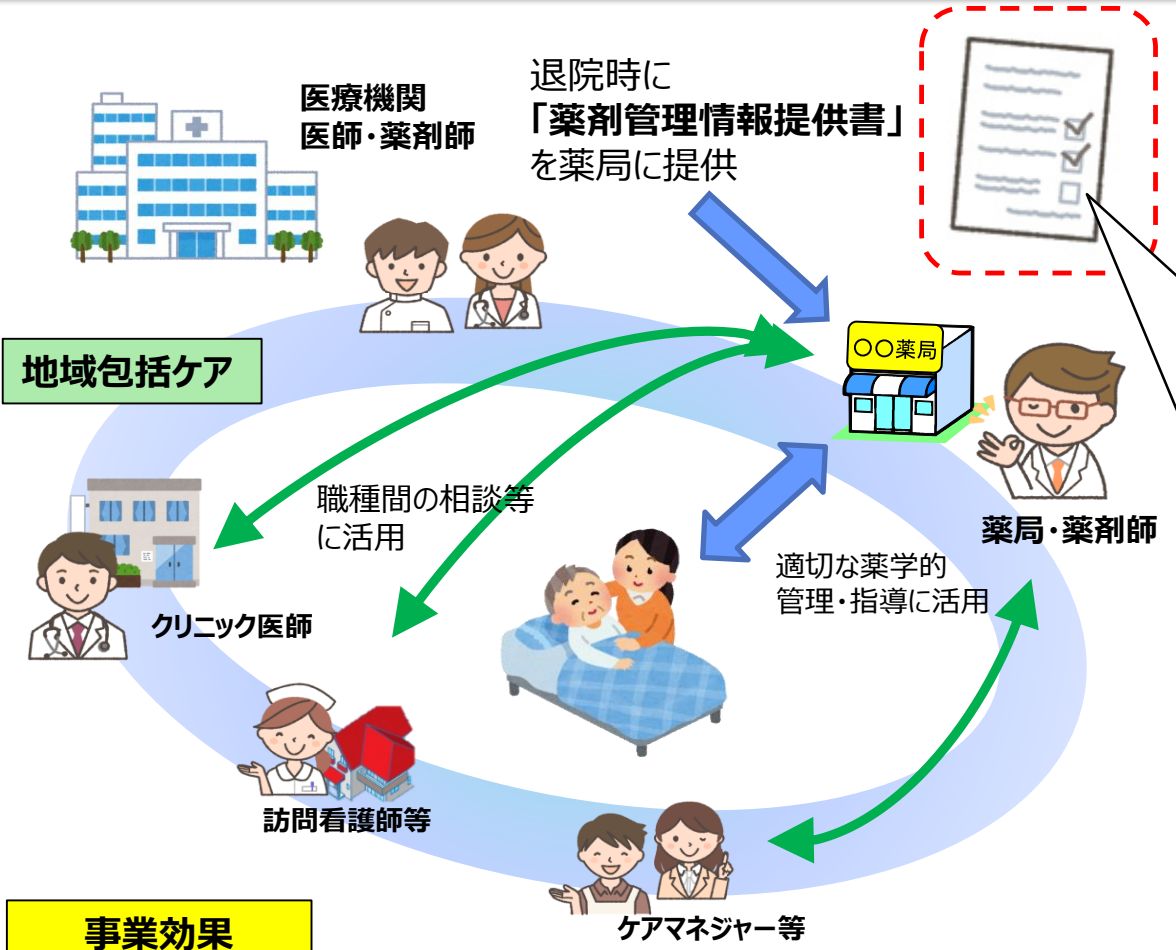 医療機関
医師・薬剤師
退院時に
「薬剤管理情報提供書」
を薬局に提供
地域包括ケア
〇〇薬局
薬局・薬剤師
職種間の相談等
に活用
適切な薬学的
管理・指導に活用
クリニック医師
訪問看護師等
ケアマネジャー等
事業効果